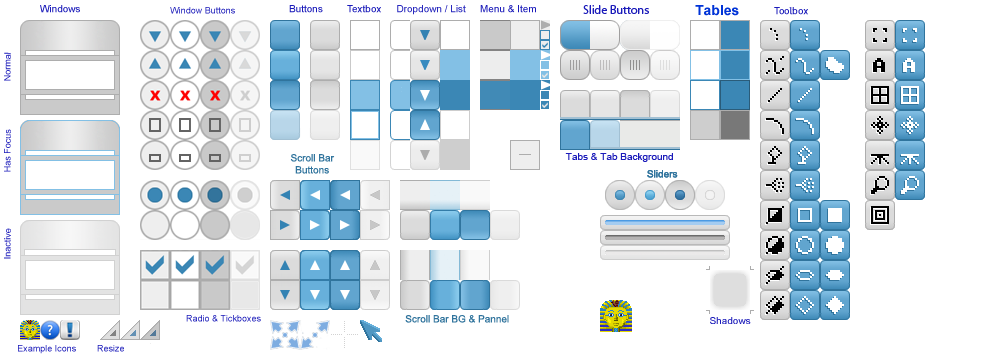 Windows
Window Buttons
Buttons
Textbox
Dropdown / List
Menu & Item
Slide Buttons
Tables
Toolbox
Normal
Has Focus
Inactive
Scroll Bar
Buttons
Tabs & Tab Background
Sliders
Radio & Tickboxes
Scroll Bar BG & Pannel
Shadows
Example Icons
Resize